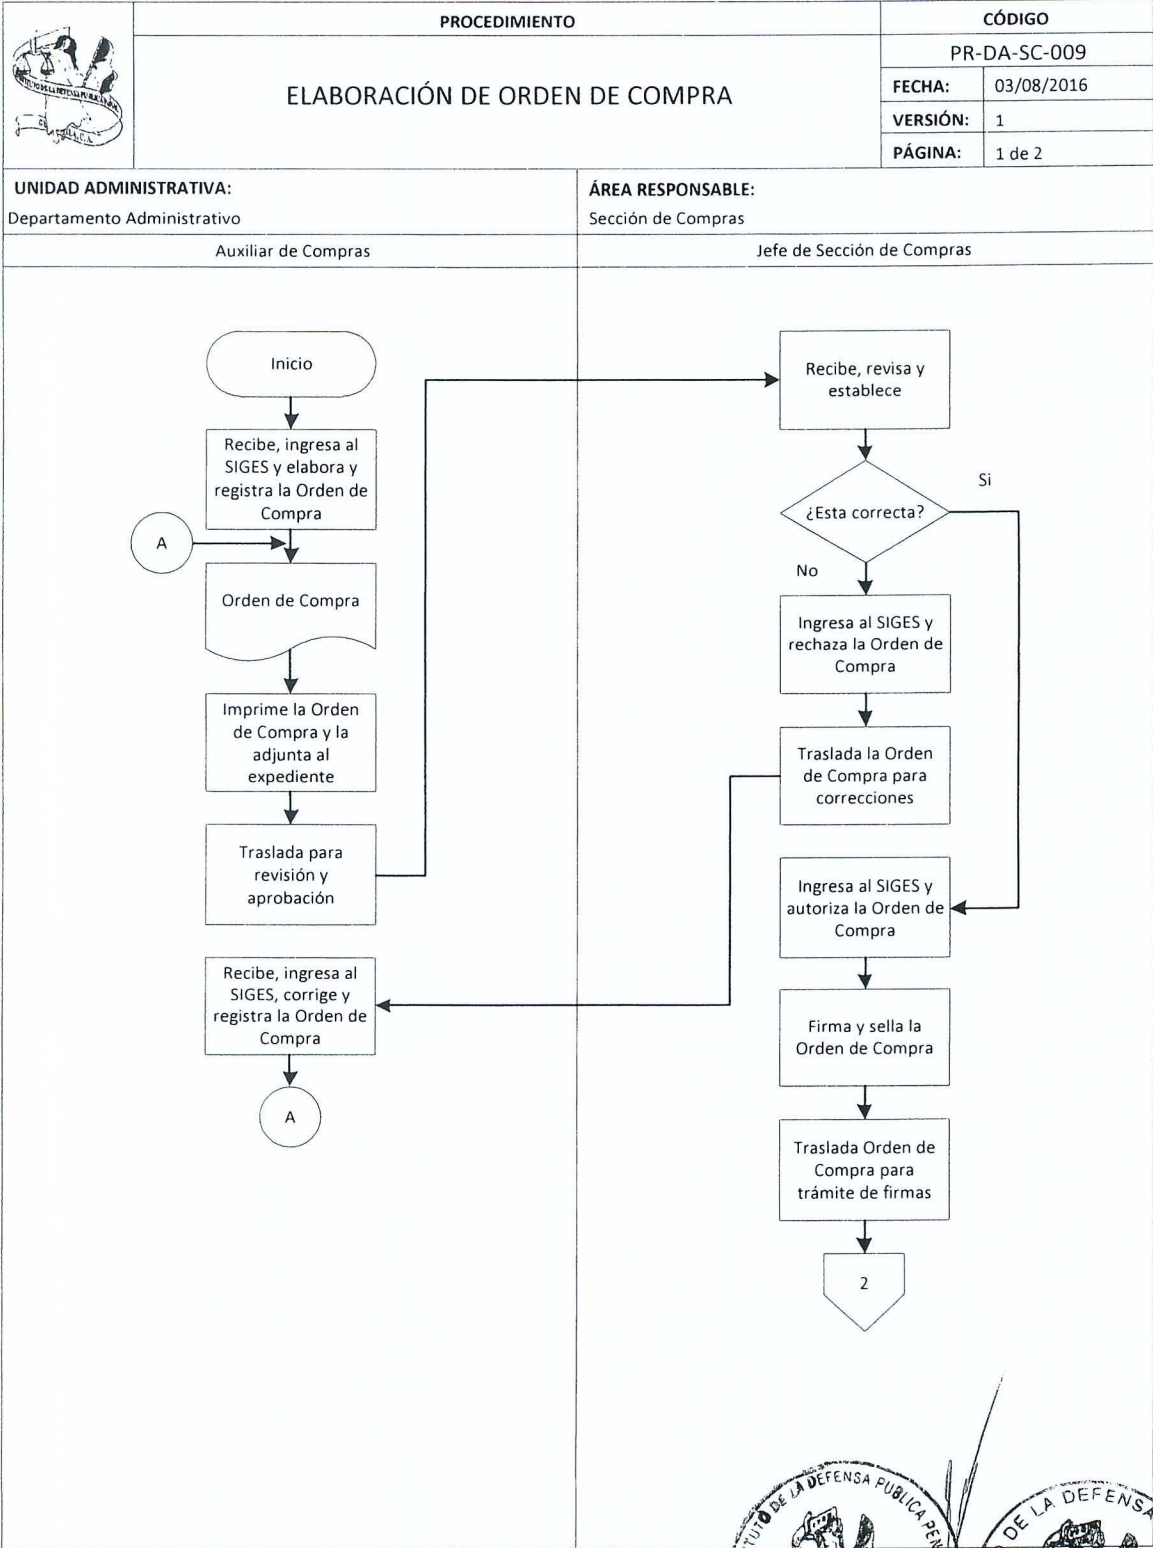 PROCEDIMIENTO
CÓDIGO
PR-DA-SC-009
ELABORACIÓN DE ORDEN DE COMPRA
FECHA: 03/08/2016
VERSIÓN: 1
PÁGINA: 1 de 2
UNIDAD ADMINISTRATIVA:
Departamento Administrativo
ÁREA RESPONSABLE:
Sección de Compras
Auxiliar de Compras
Jefe de Sección de Compras
Inicio
Recibe, ingresa al
SIGES y elabora y
registra la Orden de
Compra
A
Orden de Compra
Imprime la Orden
de Compra y la
adjunta al
expediente
Traslada para
revisión y
aprobación
Recibe, ingresa al
SIGES, corrige y
registra la Orden de
Compra
A
Recibe, revisa y
establece
¿Esta correcta?
Si
No
Ingresa al SIGES y
rechaza la Orden de
Compra
Traslada la Orden
de Compra para
correcciones
Ingresa al SIGES y
autoriza la Orden de
Compra
Firma y sella la
Orden de Compra
Traslada Orden de
Compra para
trámite de firmas
2
DE LA DEFENSA PUBLICA
DE LA DEFENSA